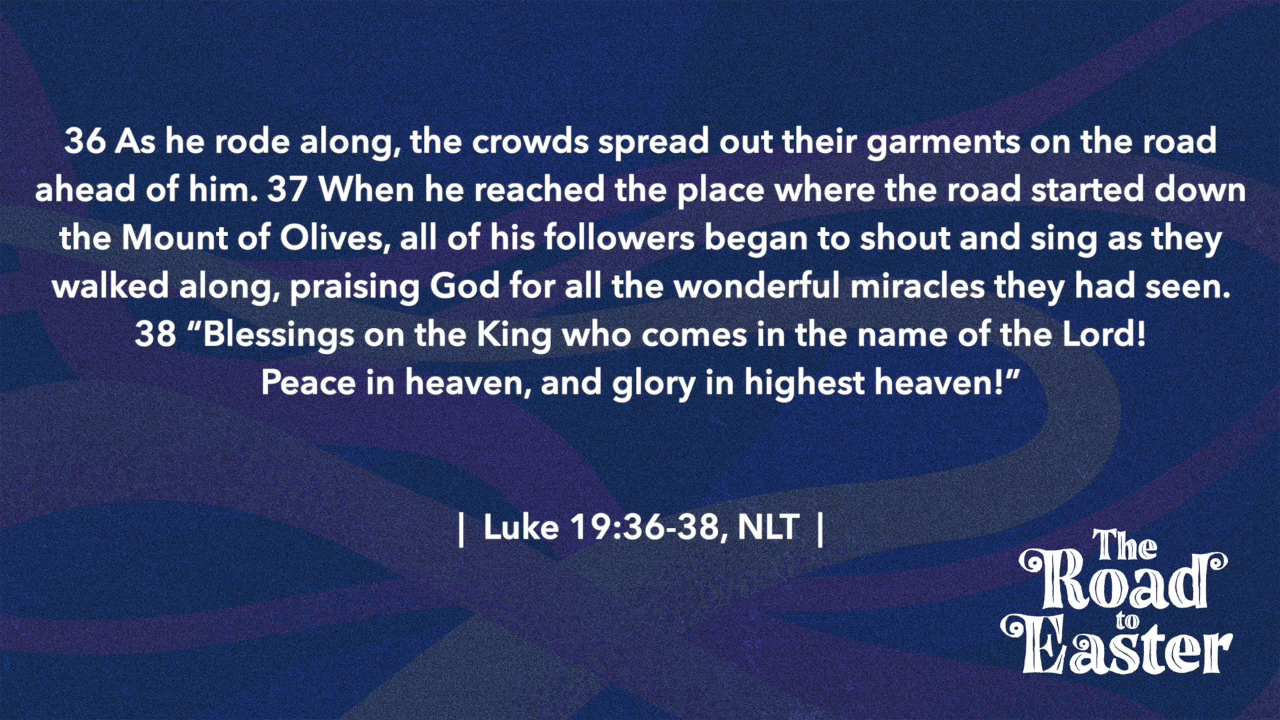 36 As he rode along, the crowds spread out their garments on the road
ahead of him. 37 When he reached the place where the road started down
the Mount of Olives, all of his followers began to shout and sing as they
walked along, praising God for all the wonderful miracles they had seen.
38 “Blessings on the King who comes in the name of the Lord!
Peace in heaven, and glory in highest heaven!”
| Luke 19:36-38, NLT |
The
Road
to
Easter